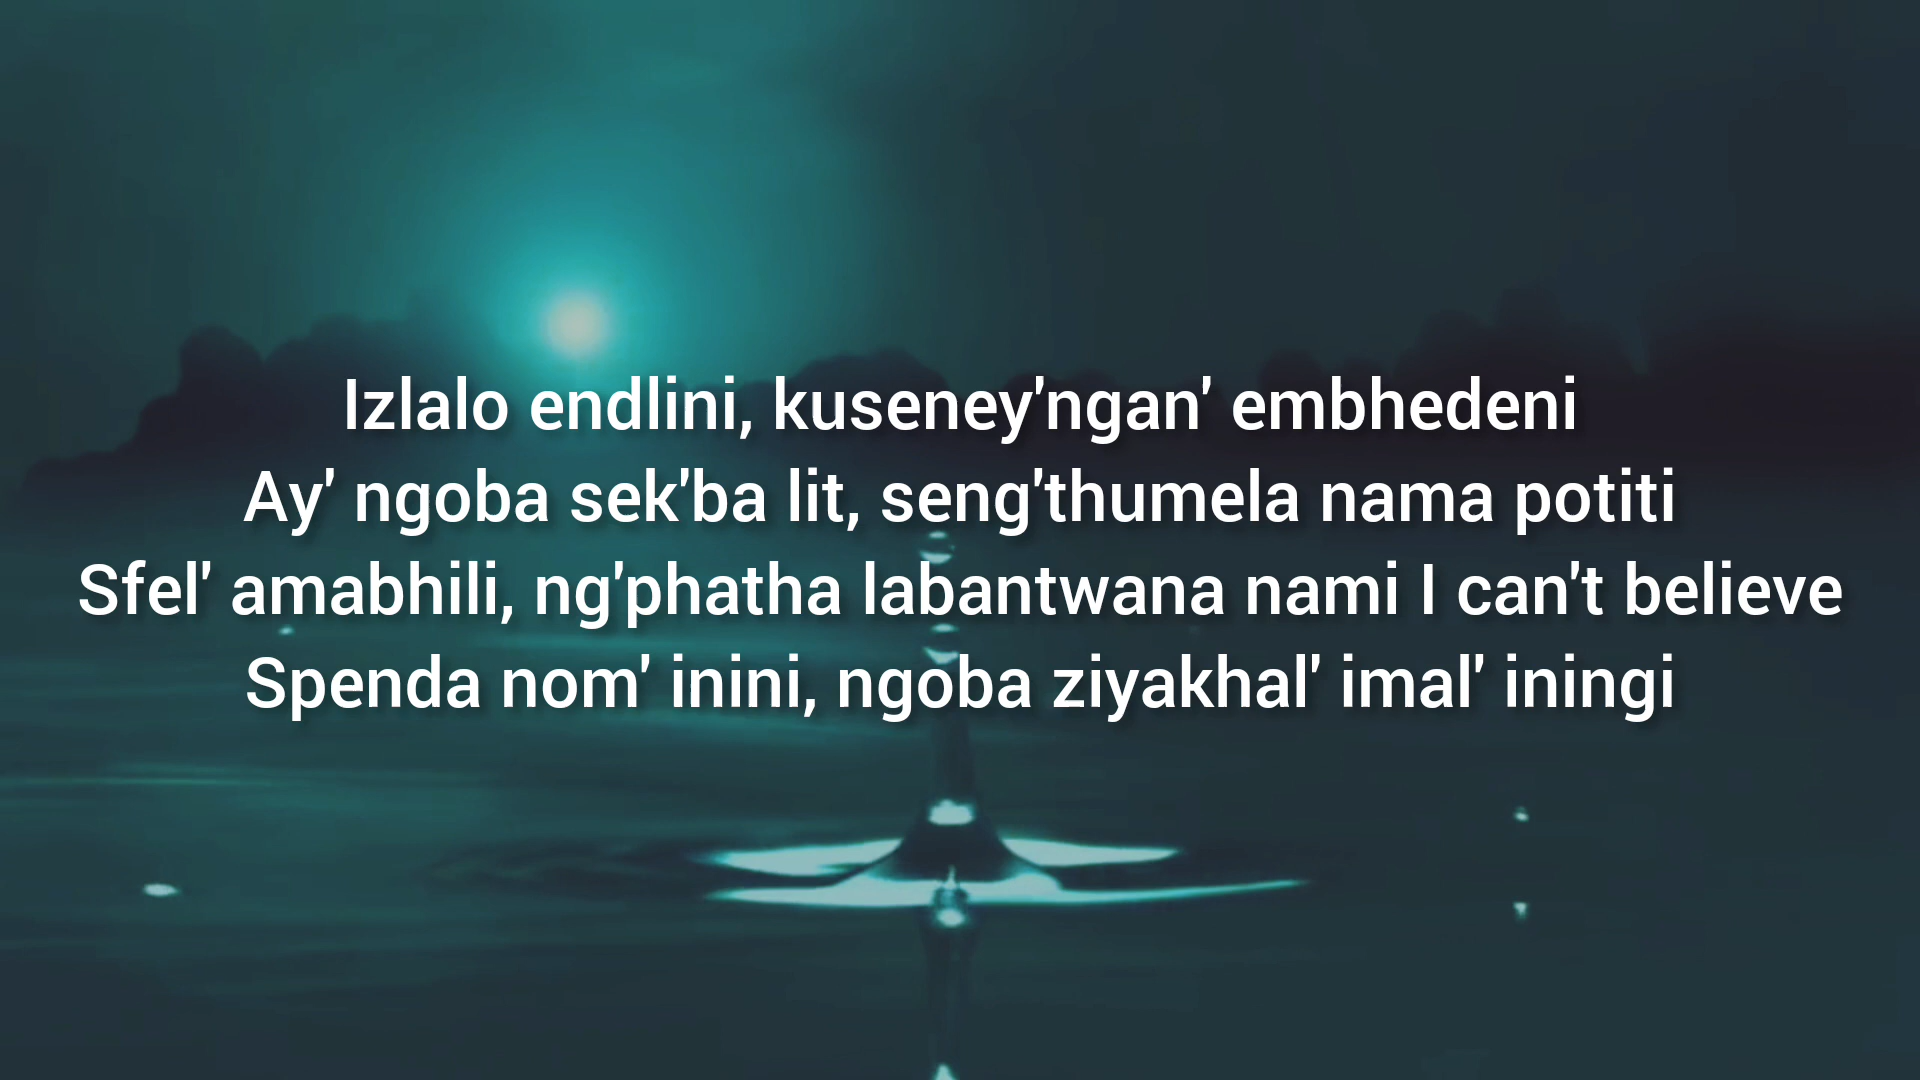 Izlalo endlini, kuseney'ngan' embhedeni
Ay' ngoba sek'ba lit, seng'thumela nama potiti
Sfel' amabhili, ng'phatha labantwana nami I can't believe
Spenda nom' inini, ngoba ziyakhal' imal' iningi